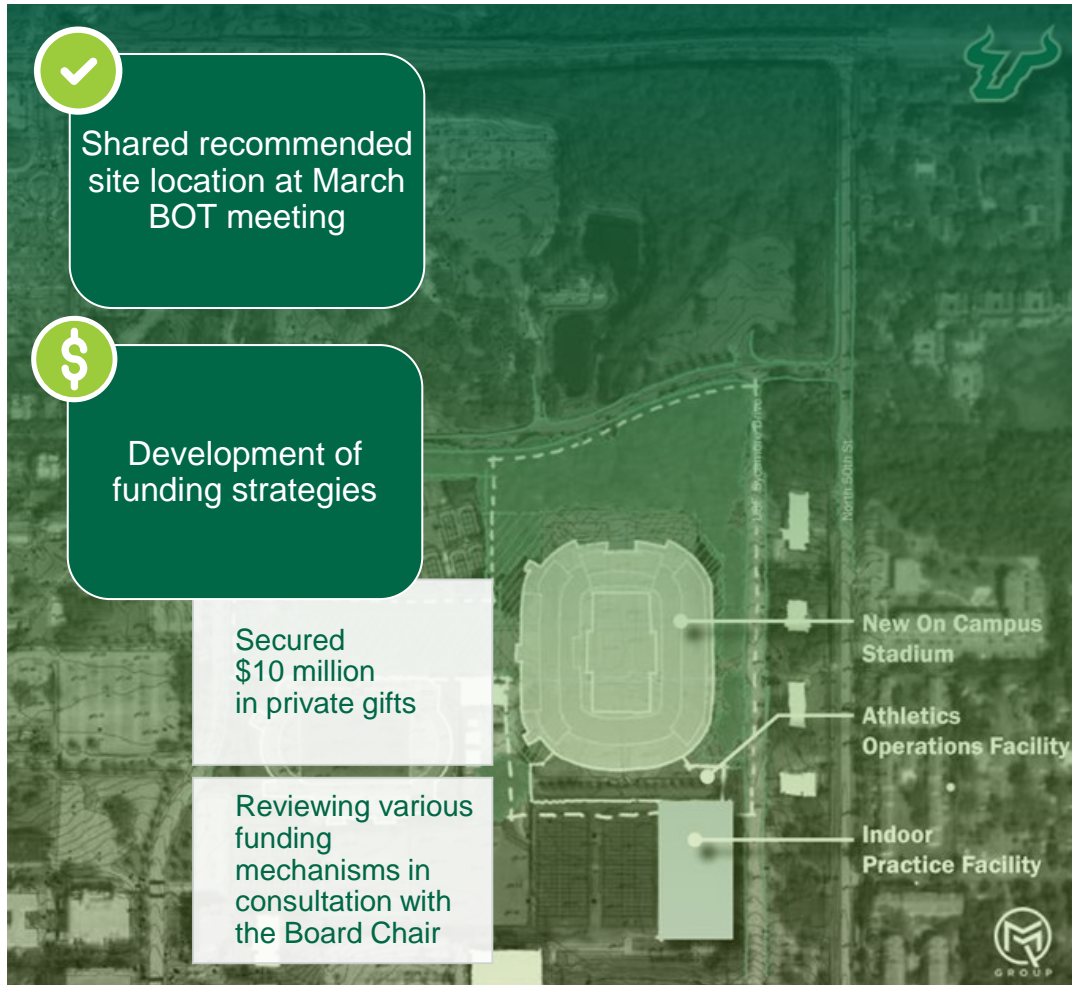 Shared recommended
site location at March
BOT meeting
$
Development of
funding strategies
Secured
$10 million
in private gifts
Reviewing various
funding
mechanisms in
consultation with
the Board Chair
New On Campus
Stadium
Athletics
Operations Facility
Indoor
Practice Facility
North 50th St
GROUP